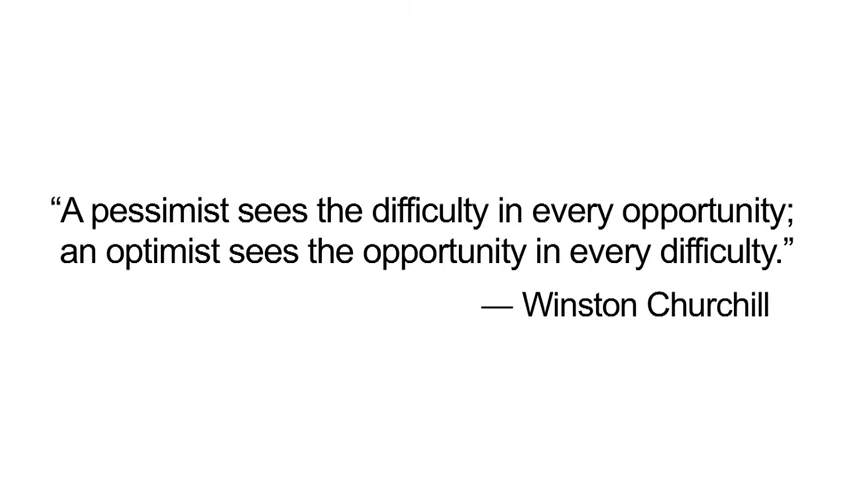 “A pessimist sees the difficulty in every opportunity;
an optimist sees the opportunity in every difficulty.”
— Winston Churchill